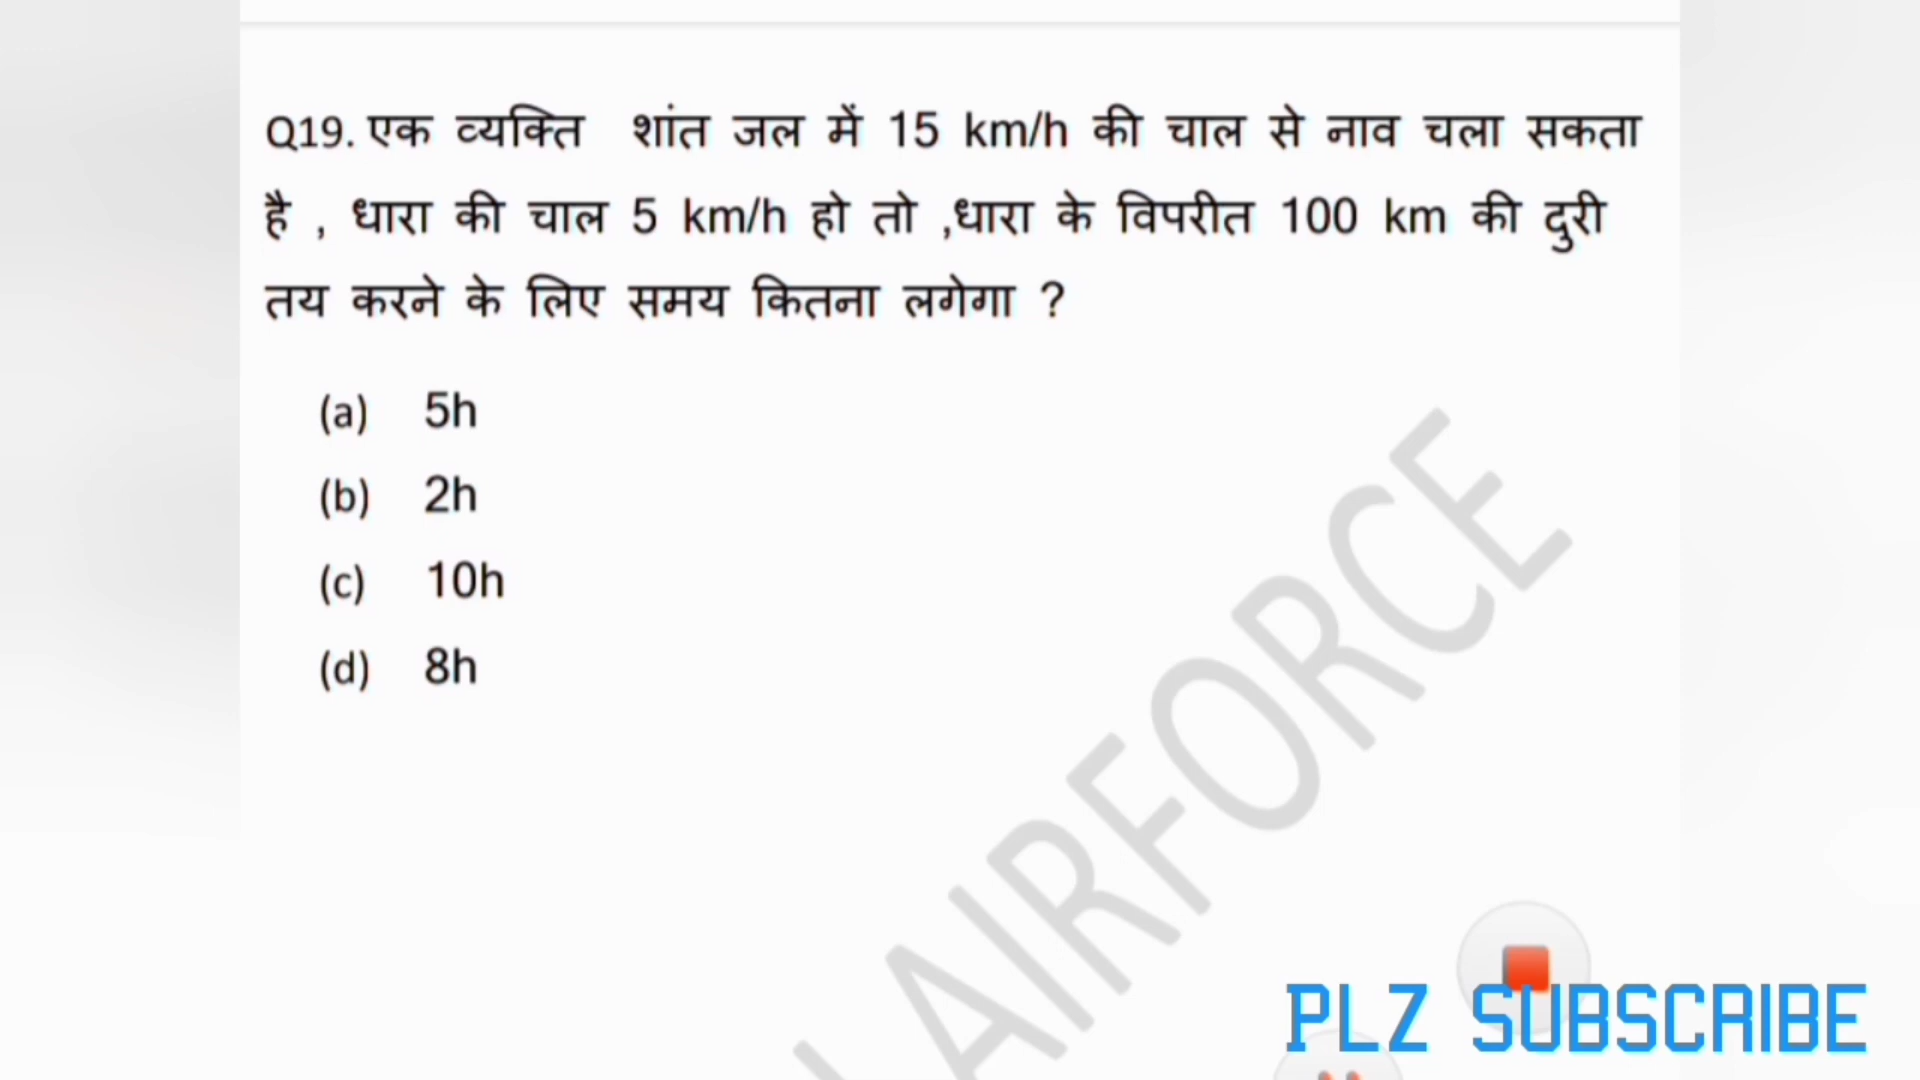 Q19. एक व्यक्ति शांत जल में 15 km/h की चाल से नाव चला सकता
है , धारा की चाल 5 km/h हो तो ,धारा के विपरीत 100 km की दुरी
तय करने के लिए समय कितना लगेगा ?
(a) 5h
(b) 2h
(c) 10h
(d) 8h
AIRFORCE
PLZ SUBSCRIBE